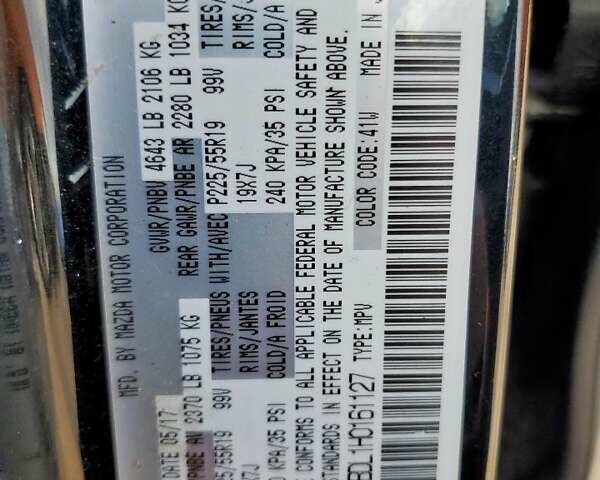 MFD. BY MAZDA MOTOR CORPORATION
DATE 05/17 GVWR/PNBV 4643 LB 2106 KG
2370 LB 1075 KG REAR GAWR/PNBE AR 2280 LB 1034 KG
55R19 99V TIRES/PNEUS WITH/AVEC P225/55R19 99V TIRES/
7J RIMS/JANTES 19X7J RIMS/
KPA/35 PSI COLD/A FROID 240 KPA/35 PSI COLD/A
CONFORMS TO ALL APPLICABLE FEDERAL MOTOR VEHICLE SAFETY AND
STANDARDS IN EFFECT ON THE DATE OF MANUFACTURE SHOWN ABOVE.
DL1H0161127 TYPE: MPV COLOR CODE: 41W MADE IN